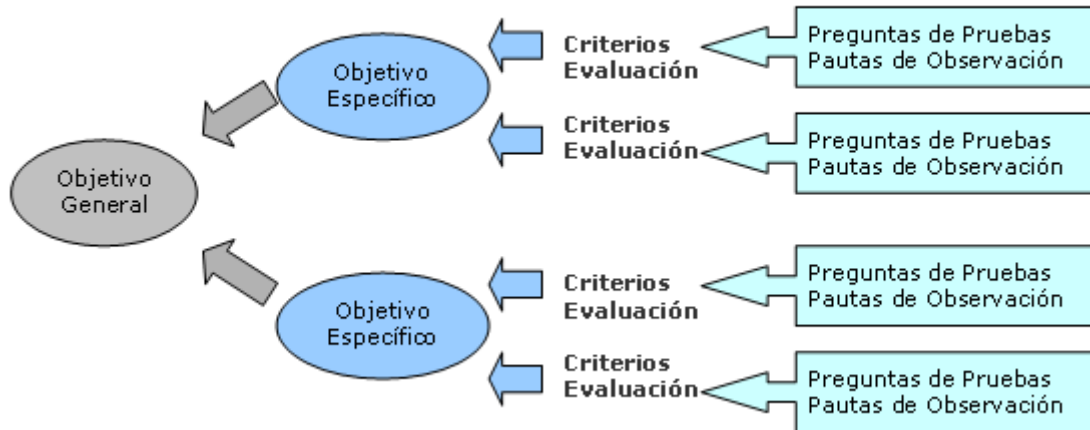 Objetivo
General
Objetivo
Específico
Criterios
Evaluación
Preguntas de Pruebas
Pautas de Observación
Criterios
Evaluación
Preguntas de Pruebas
Pautas de Observación
Objetivo
Específico
Criterios
Evaluación
Preguntas de Pruebas
Pautas de Observación
Criterios
Evaluación
Preguntas de Pruebas
Pautas de Observación